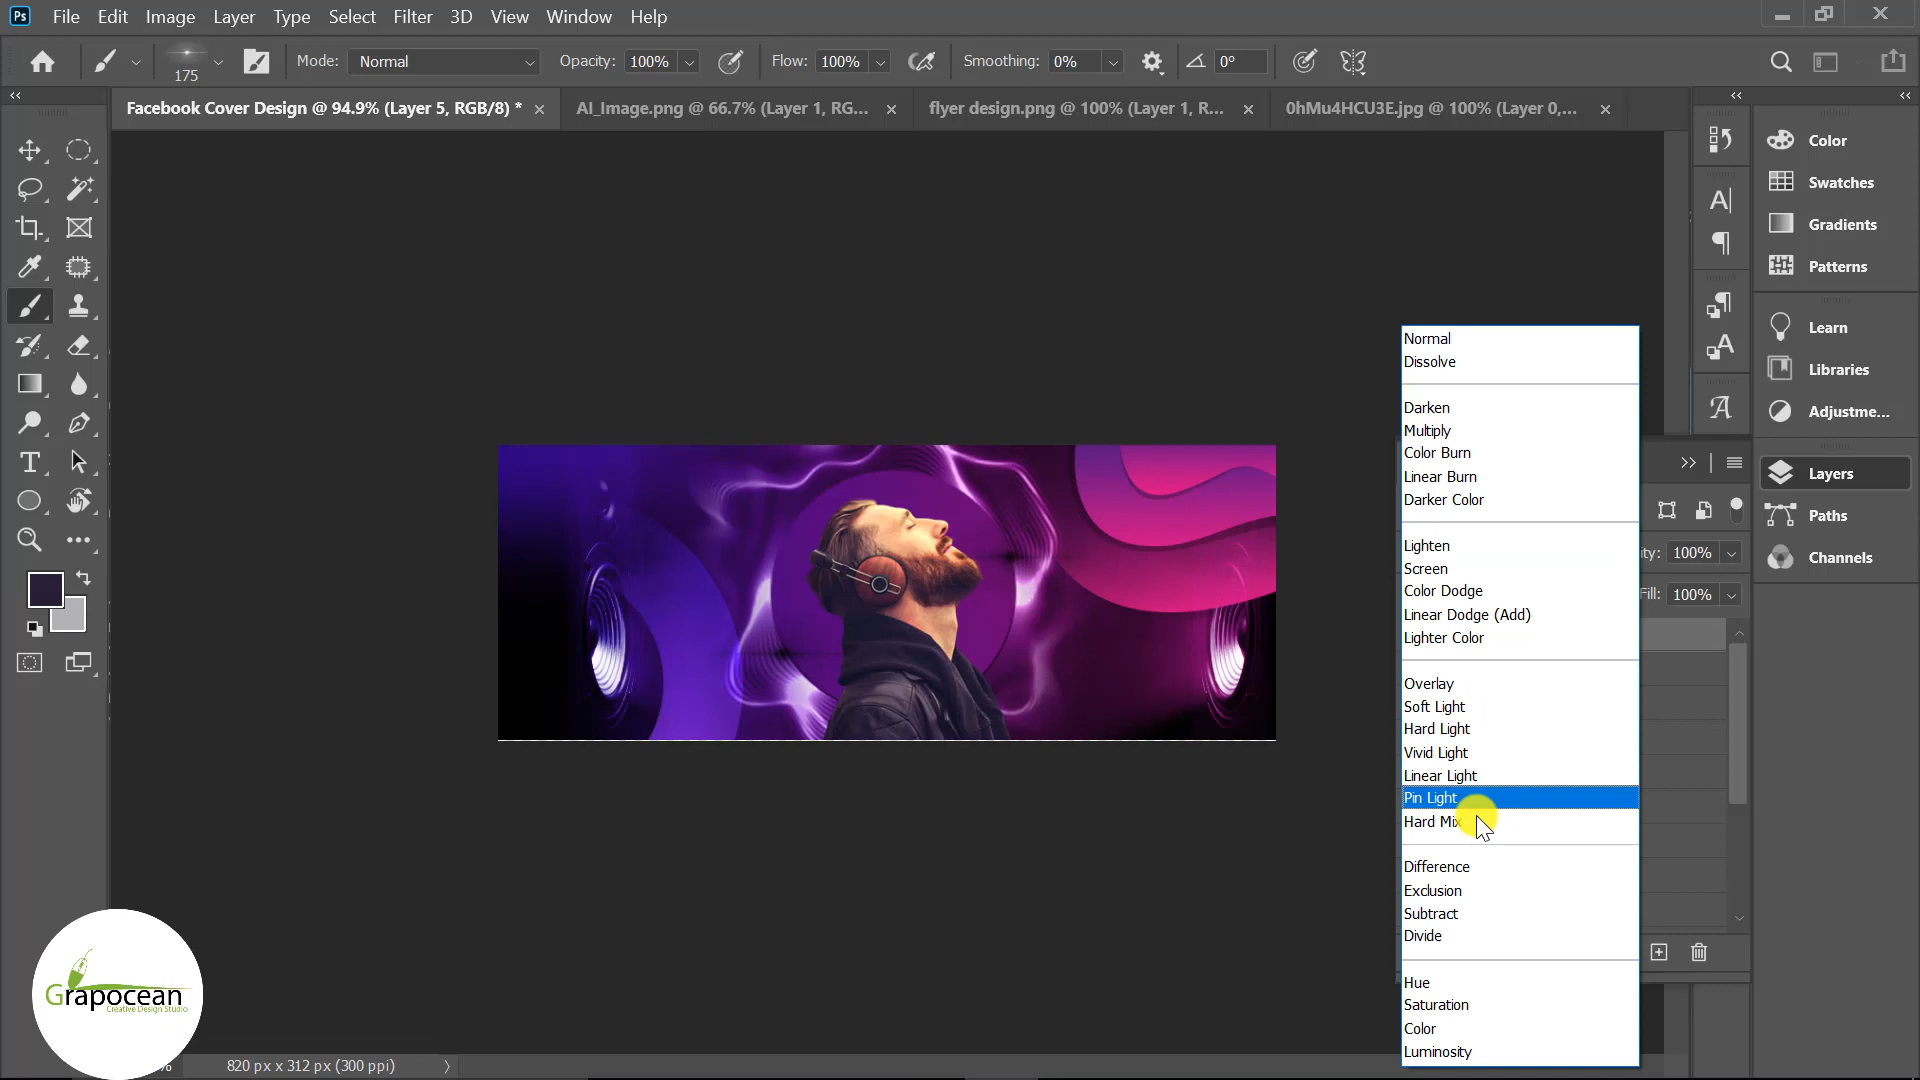 Ps File Edit Image Layer Type Select Filter 3D View Window Help
175 Mode: Normal Opacity: 100% Flow: 100% Smoothing: 0% 0°
Facebook Cover Design @ 94.9% (Layer 5, RGB/8) * AI_Image.png @ 66.7% (Layer 1, RG... flyer design.png @ 100% (Layer 1, R... 0hMu4HCU3E.jpg @ 100% (Layer 0,...
Color
Swatches
Gradients
Patterns
Learn
Libraries
Adjustme...
Layers
Paths
Channels
Normal
Dissolve
Darken
Multiply
Color Burn
Linear Burn
Darker Color
Lighten
Screen
Color Dodge
Linear Dodge (Add)
Lighter Color
Overlay
Soft Light
Hard Light
Vivid Light
Linear Light
Pin Light
Hard Mix
Difference
Exclusion
Subtract
Divide
Hue
Saturation
Color
Luminosity
ity: 100%
Fill: 100%
Grapocean
Creative Design Studio
% 820 px x 312 px (300 ppi)